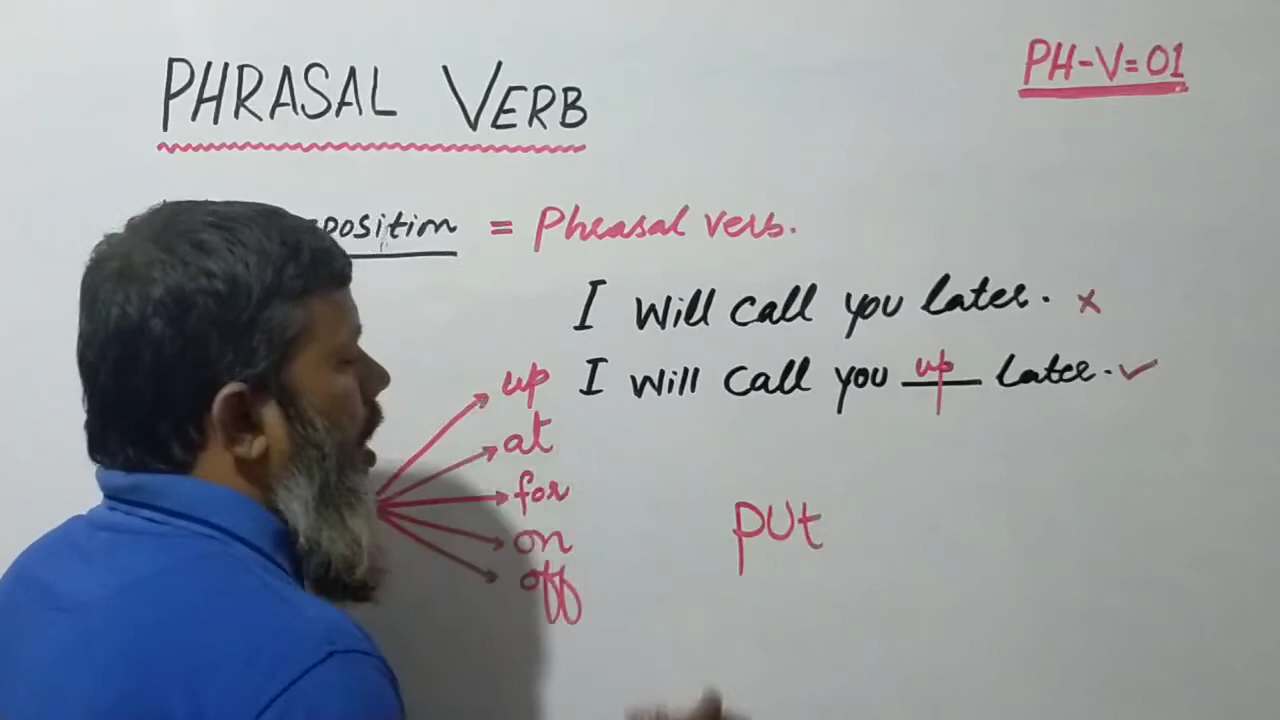 PHRASAL VERB
PH-V=01
position = Phrasal verb.
I will call you later. ×
I will call you up later. ✓
up
at
for
on
off
put